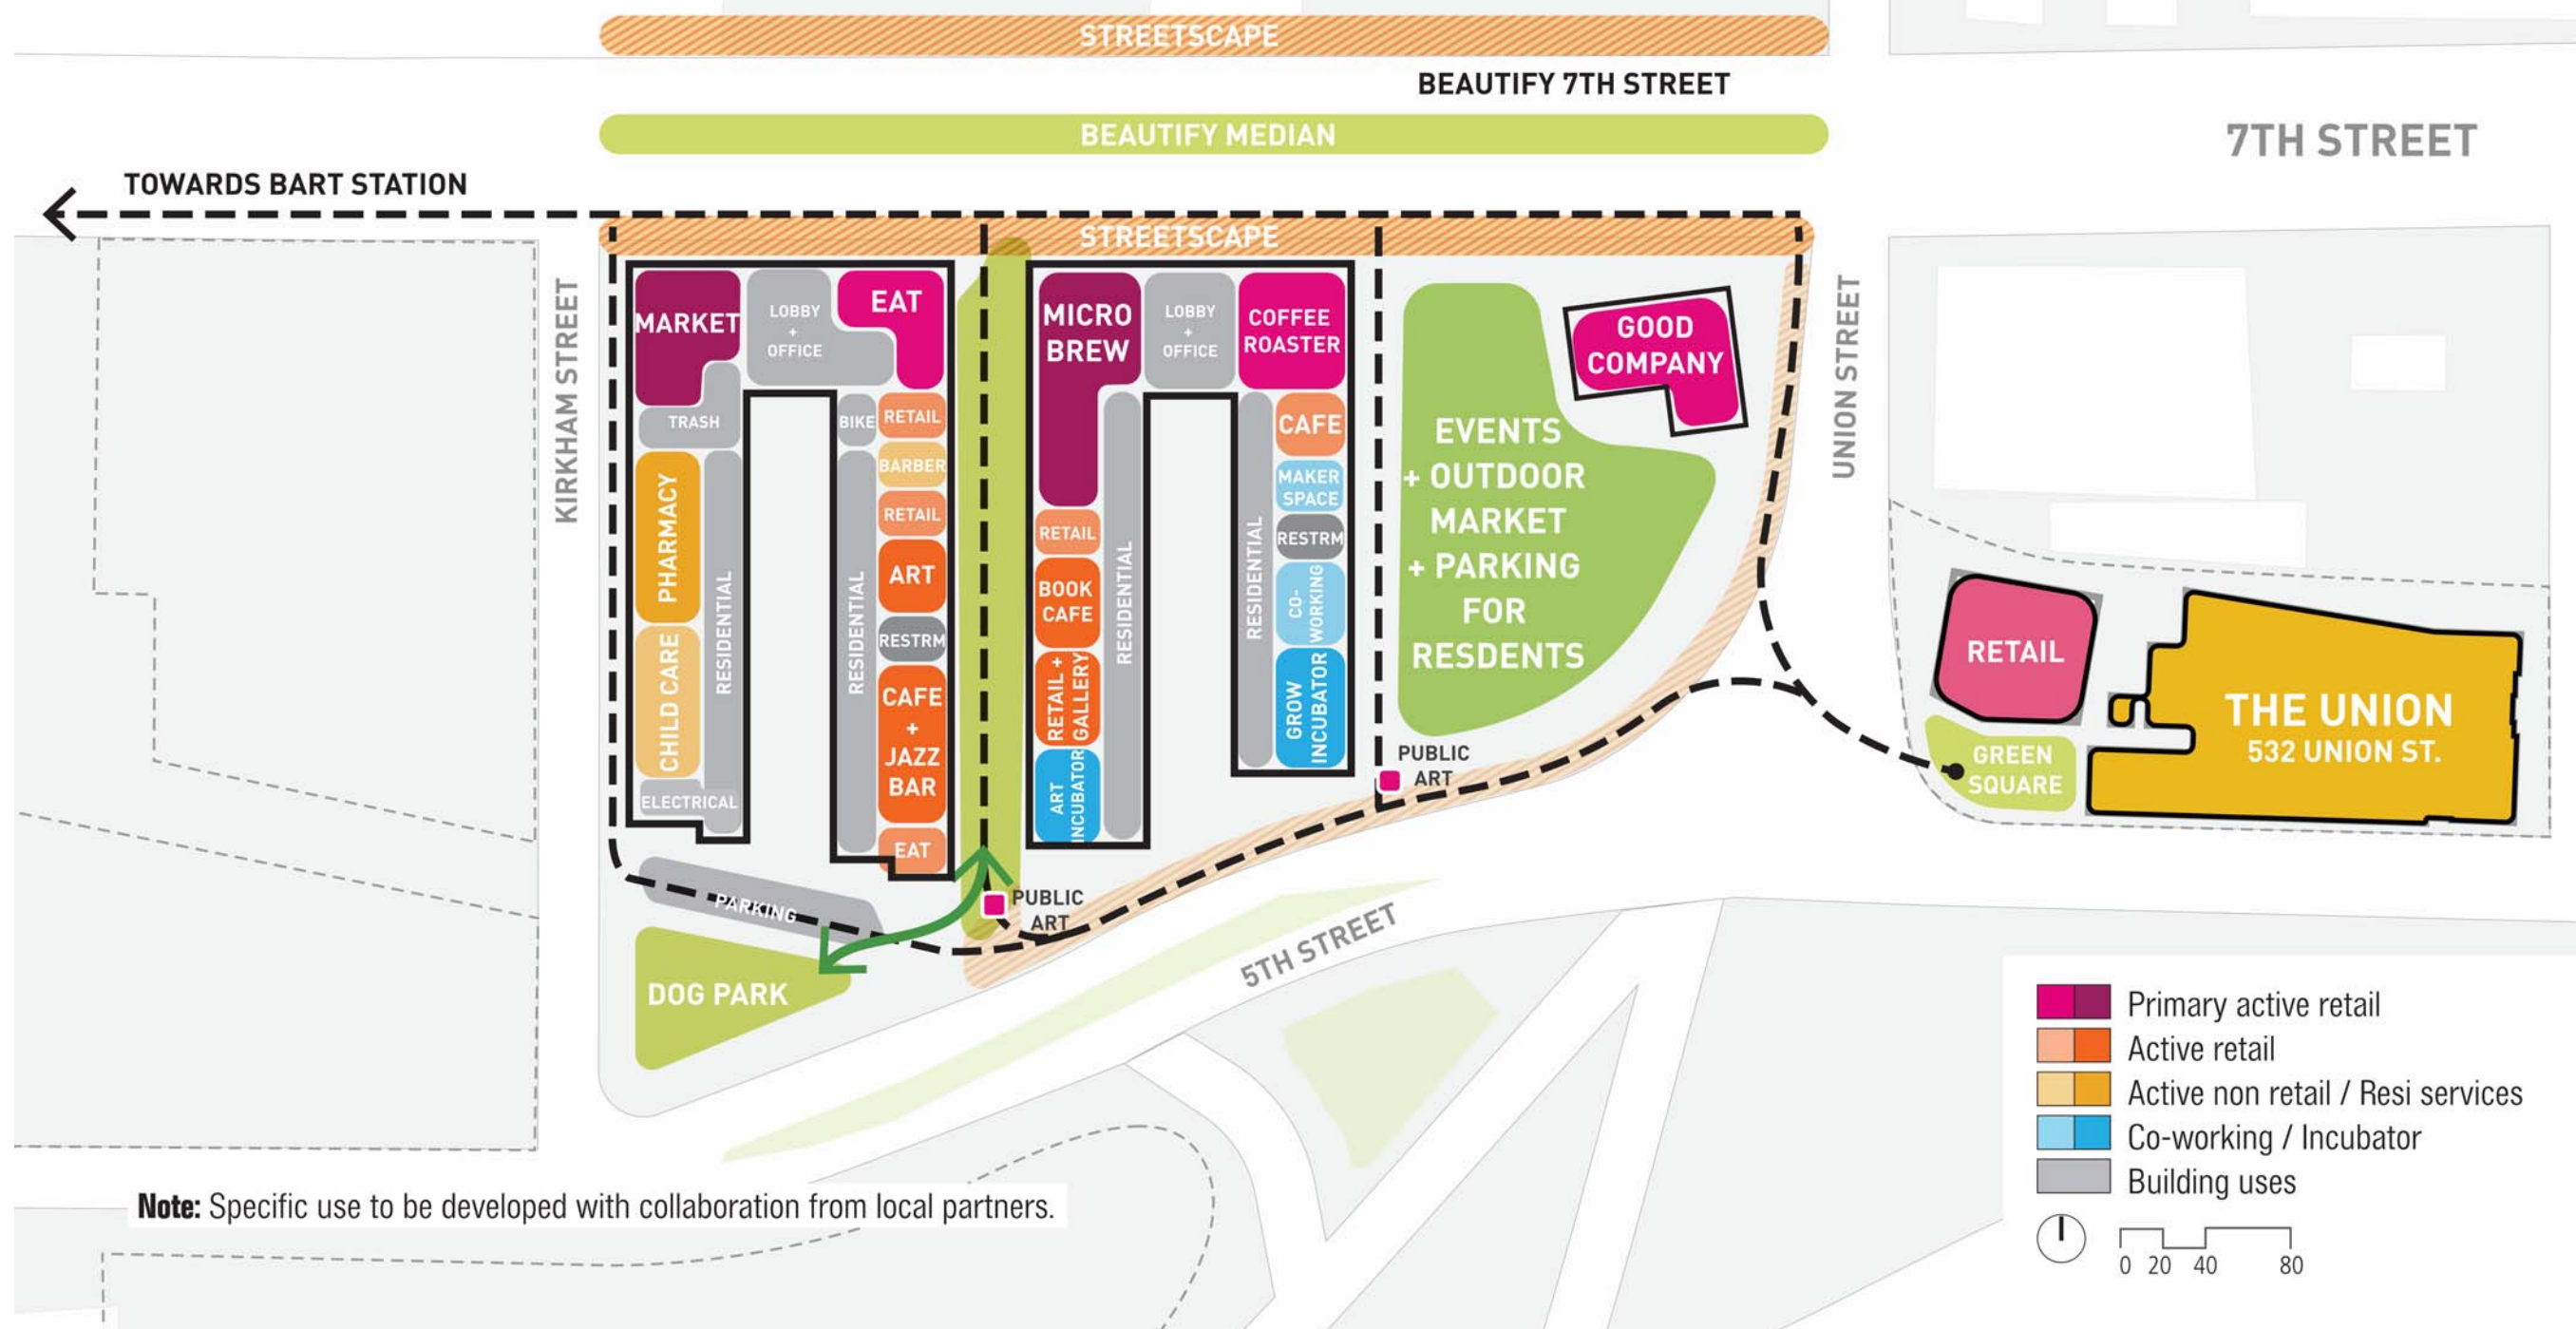 STREETSCAPE
BEAUTIFY 7TH STREET
BEAUTIFY MEDIAN
7TH STREET
TOWARDS BART STATION
STREETSCAPE
KIRKHAM STREET
MARKET
LOBBY
+
OFFICE
EAT
TRASH
BIKE
RETAIL
BARBER
RETAIL
PHARMACY
ART
RESIDENTIAL
RESIDENTIAL
RESTRM
CHILD CARE
CAFE
+
JAZZ
BAR
ELECTRICAL
EAT
PARKING
DOG PARK
MICRO
BREW
LOBBY
+
OFFICE
COFFEE
ROASTER
CAFE
MAKER
SPACE
RETAIL
RESTRM
BOOK
CAFE
RESIDENTIAL
RESIDENTIAL
CO-
WORKING
RETAIL +
GALLERY
GROW
INCUBATOR
ART
INCUBATOR
PUBLIC
ART
GOOD
COMPANY
EVENTS
+ OUTDOOR
MARKET
+ PARKING
FOR
RESDENTS
PUBLIC
ART
UNION STREET
5TH STREET
RETAIL
GREEN
SQUARE
THE UNION
532 UNION ST.
Primary active retail
Active retail
Active non retail / Resi services
Co-working / Incubator
Building uses
0 20 40 80
Note: Specific use to be developed with collaboration from local partners.